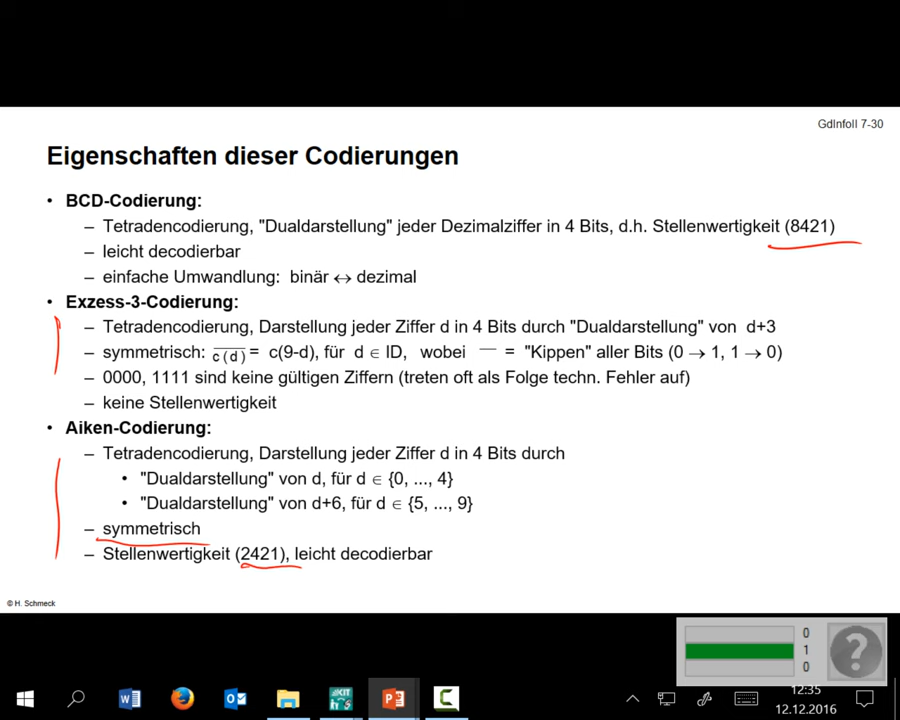 GdInfoII 7-30
Eigenschaften dieser Codierungen
• BCD-Codierung:
– Tetradencodierung, "Dualdarstellung" jeder Dezimalziffer in 4 Bits, d.h. Stellenwertigkeit (8421)
– leicht decodierbar
– einfache Umwandlung: binär ↔ dezimal
• Exzess-3-Codierung:
– Tetradencodierung, Darstellung jeder Ziffer d in 4 Bits durch "Dualdarstellung" von d+3
– symmetrisch: c(d) = c(9-d), für d ∈ ID, wobei — = "Kippen" aller Bits (0 → 1, 1 → 0)
– 0000, 1111 sind keine gültigen Ziffern (treten oft als Folge techn. Fehler auf)
– keine Stellenwertigkeit
• Aiken-Codierung:
– Tetradencodierung, Darstellung jeder Ziffer d in 4 Bits durch
• "Dualdarstellung" von d, für d ∈ {0, ..., 4}
• "Dualdarstellung" von d+6, für d ∈ {5, ..., 9}
– symmetrisch
– Stellenwertigkeit (2421), leicht decodierbar
© H. Schmeck
0
1
0
?
12:35
12.12.2016